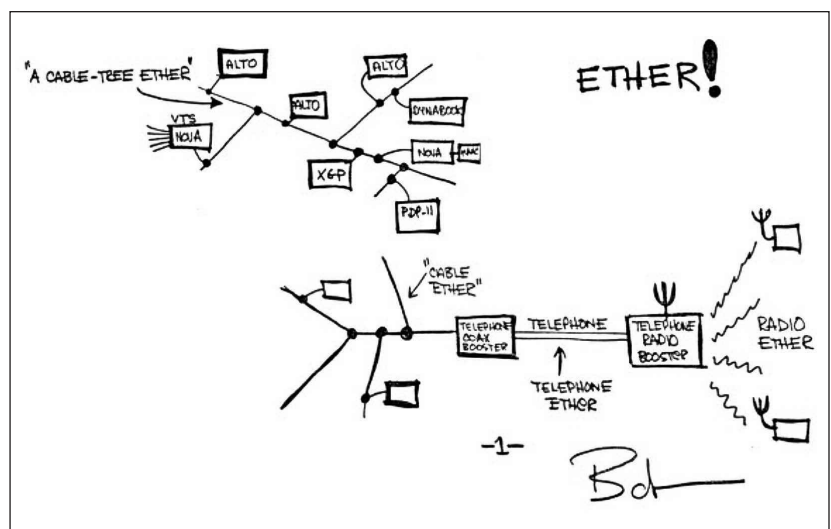 ETHER!
"A CABLE-TREE ETHER"
ALTO
ALTO
ALTO
DYNABOOK
VTS
NOVA
XGP
NOVA
PDP-11
"CABLE
ETHER"
TELEPHONE
COAX
BOOSTER
TELEPHONE
TELEPHONE
ETHER
TELEPHONE
RADIO
BOOSTER
RADIO
ETHER
-1-